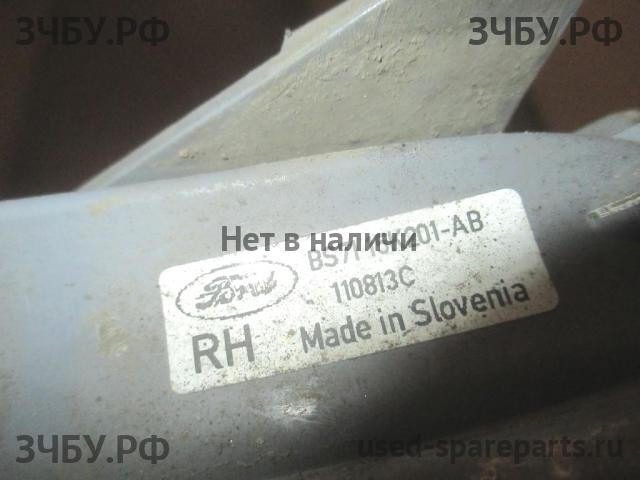 ЗЧБУ.РФ
ЗЧБУ.РФ
Нет в наличи
Ford
110813C
RH
Made in Slovenia
ЗЧБУ.РФ
used-spareparts.ru